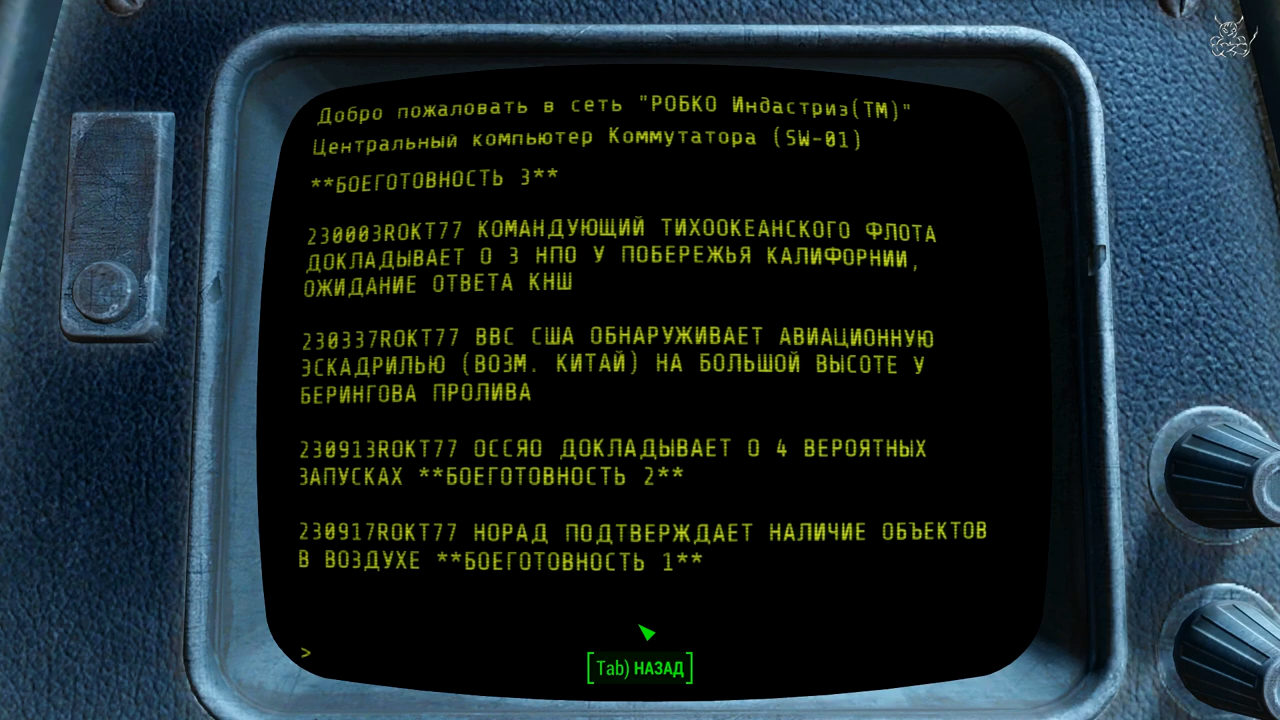 Добро пожаловать в сеть "РОБКО Индастриз(ТМ)"
Центральный компьютер Коммутатора (SW-01)
**БОЕГОТОВНОСТЬ 3**
230003ROKT77 КОМАНДУЮЩИЙ ТИХООКЕАНСКОГО ФЛОТА
ДОКЛАДЫВАЕТ О 3 НПО У ПОБЕРЕЖЬЯ КАЛИФОРНИИ,
ОЖИДАНИЕ ОТВЕТА КНШ
230337ROKT77 ВВС США ОБНАРУЖИВАЕТ АВИАЦИОННУЮ
ЭСКАДРИЛЬЮ (ВОЗМ. КИТАЙ) НА БОЛЬШОЙ ВЫСОТЕ У
БЕРИНГОВА ПРОЛИВА
230913ROKT77 ОССЯО ДОКЛАДЫВАЕТ О 4 ВЕРОЯТНЫХ
ЗАПУСКАХ **БОЕГОТОВНОСТЬ 2**
230917ROKT77 НОРАД ПОДТВЕРЖДАЕТ НАЛИЧИЕ ОБЪЕКТОВ
В ВОЗДУХЕ **БОЕГОТОВНОСТЬ 1**
>
[Tab) НАЗАД]